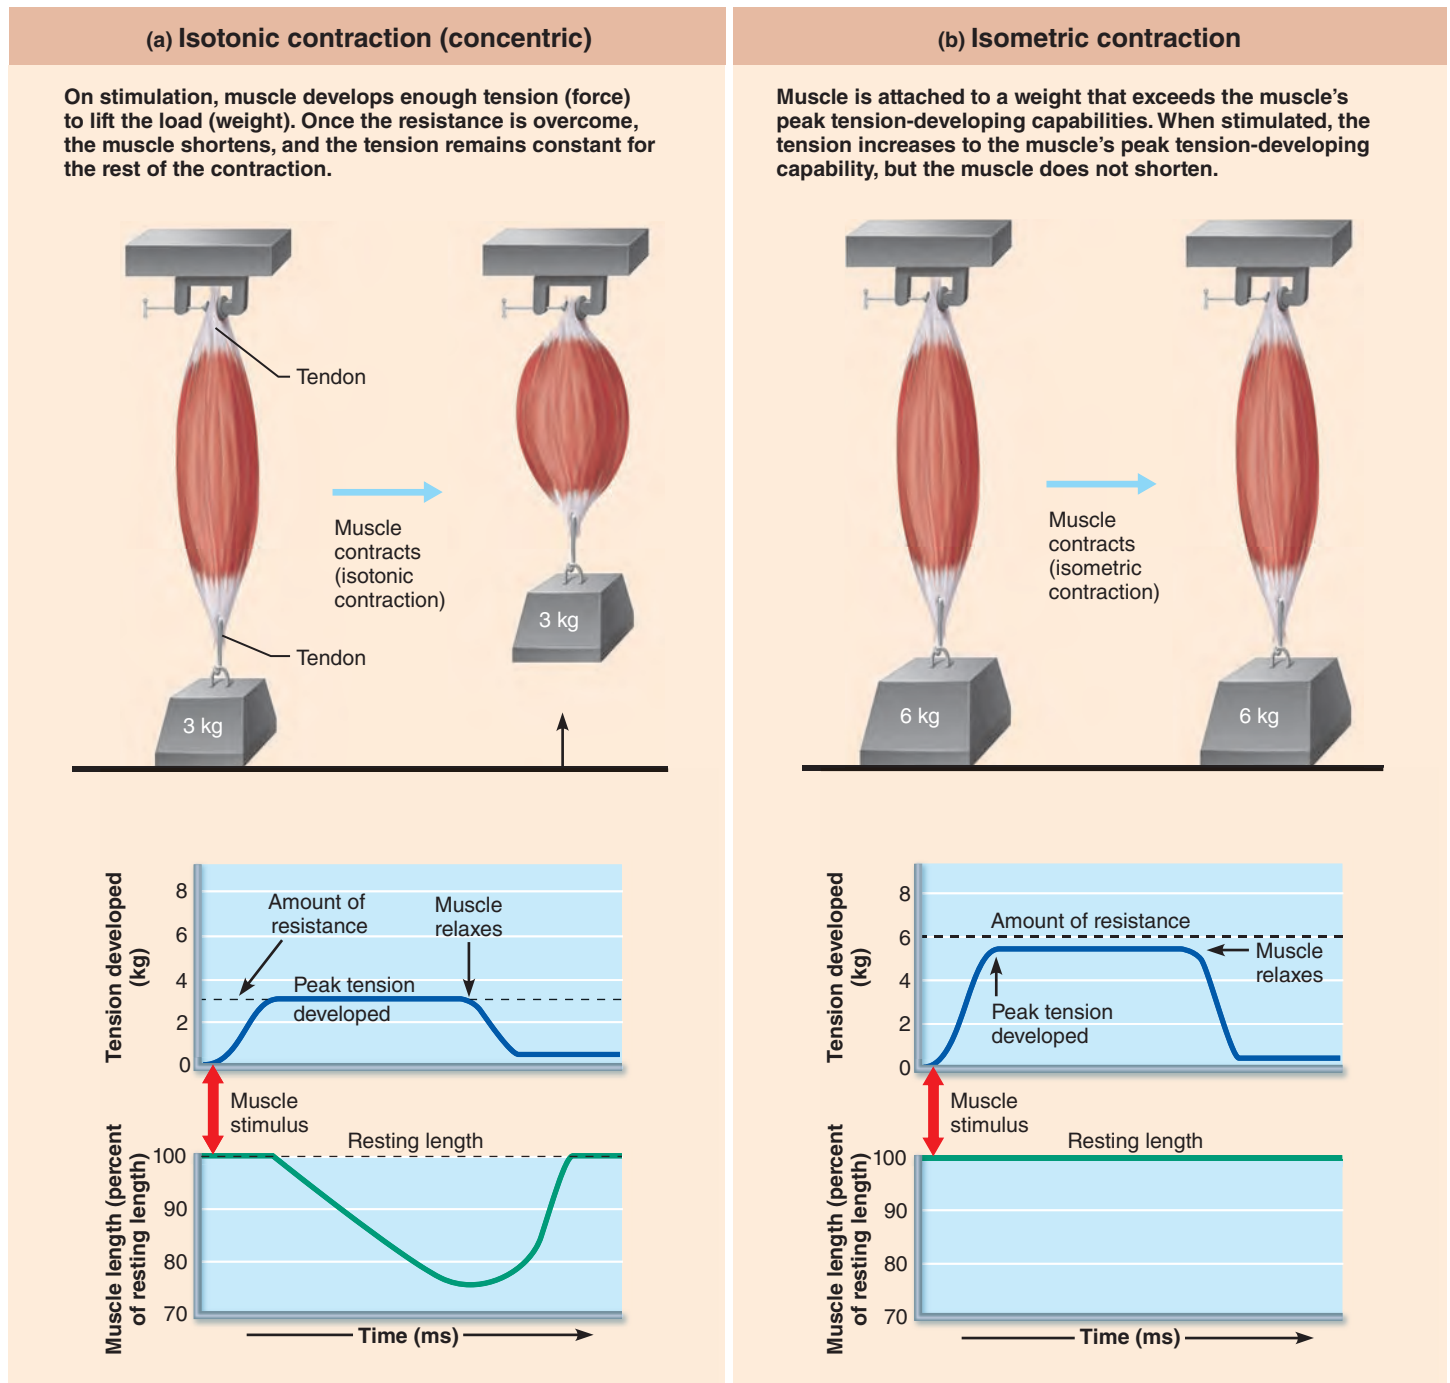 (a) Isotonic contraction (concentric)
On stimulation, muscle develops enough tension (force)
to lift the load (weight). Once the resistance is overcome,
the muscle shortens, and the tension remains constant for
the rest of the contraction.
Tendon
Muscle
contracts
(isotonic
contraction)
Tendon
3 kg
3 kg
Tension developed
(kg)
8
6
4
2
0
Amount of
resistance
Muscle
relaxes
Peak tension
developed
Muscle
stimulus
Muscle length (percent
of resting length)
100
90
80
70
Resting length
Time (ms)
(b) Isometric contraction
Muscle is attached to a weight that exceeds the muscle’s
peak tension-developing capabilities. When stimulated, the
tension increases to the muscle’s peak tension-developing
capability, but the muscle does not shorten.
Muscle
contracts
(isometric
contraction)
6 kg
6 kg
Tension developed
(kg)
8
6
4
2
0
Amount of resistance
Muscle
relaxes
Peak tension
developed
Muscle
stimulus
Muscle length (percent
of resting length)
100
90
80
70
Resting length
Time (ms)